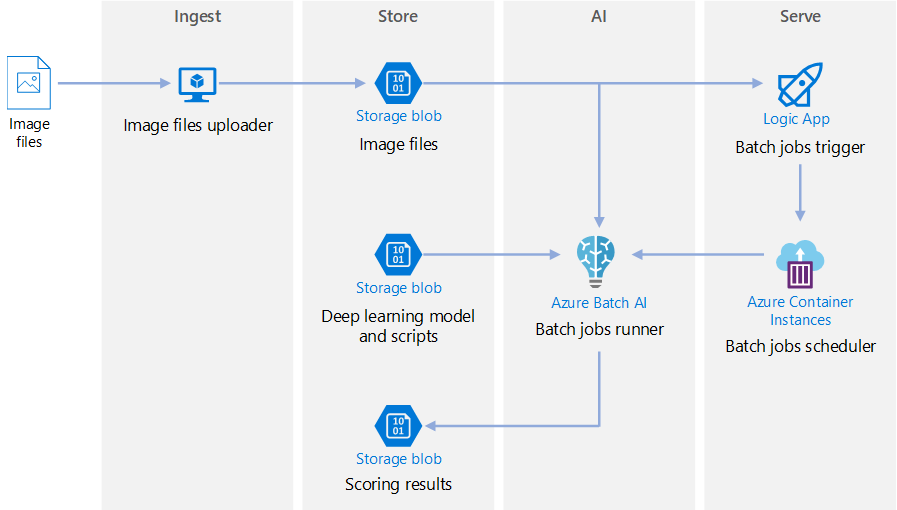 Ingest
Store
AI
Serve
Image
files
Image files uploader
10
01
Storage blob
Image files
Logic App
Batch jobs trigger
10
01
Storage blob
Deep learning model
and scripts
Azure Batch AI
Batch jobs runner
Azure Container
Instances
Batch jobs scheduler
10
01
Storage blob
Scoring results